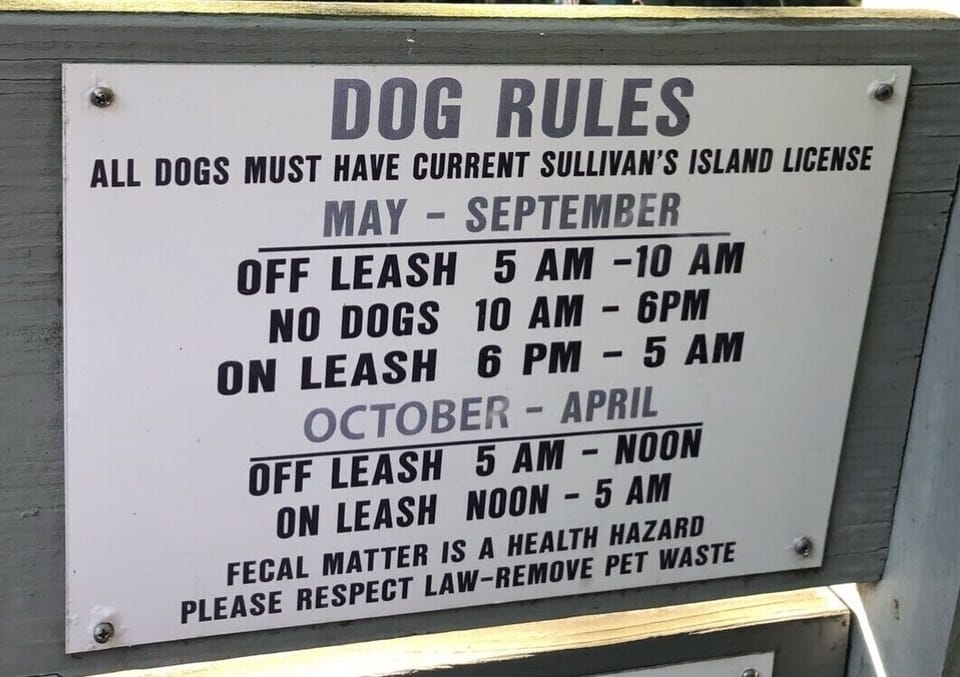 DOG RULES
ALL DOGS MUST HAVE CURRENT SULLIVAN'S ISLAND LICENSE
MAY – SEPTEMBER
OFF LEASH 5 AM –10 AM
NO DOGS 10 AM – 6PM
ON LEASH 6 PM – 5 AM
OCTOBER – APRIL
OFF LEASH 5 AM – NOON
ON LEASH NOON – 5 AM
FECAL MATTER IS A HEALTH HAZARD
PLEASE RESPECT LAW–REMOVE PET WASTE